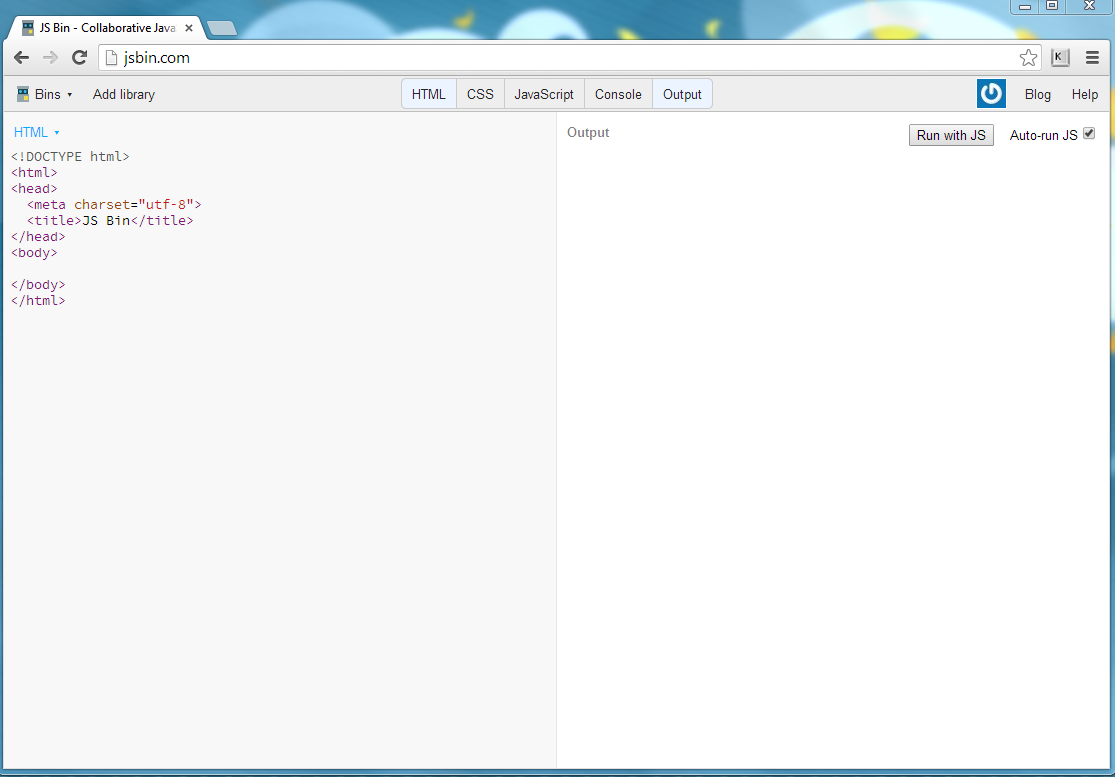 JS Bin - Collaborative Java
jsbin.com
K
Bins Add library HTML CSS JavaScript Console Output Blog Help
HTML
<!DOCTYPE html>
<html>
<head>
  <meta charset="utf-8">
  <title>JS Bin</title>
</head>
<body>

</body>
</html>
Output Run with JS Auto-run JS